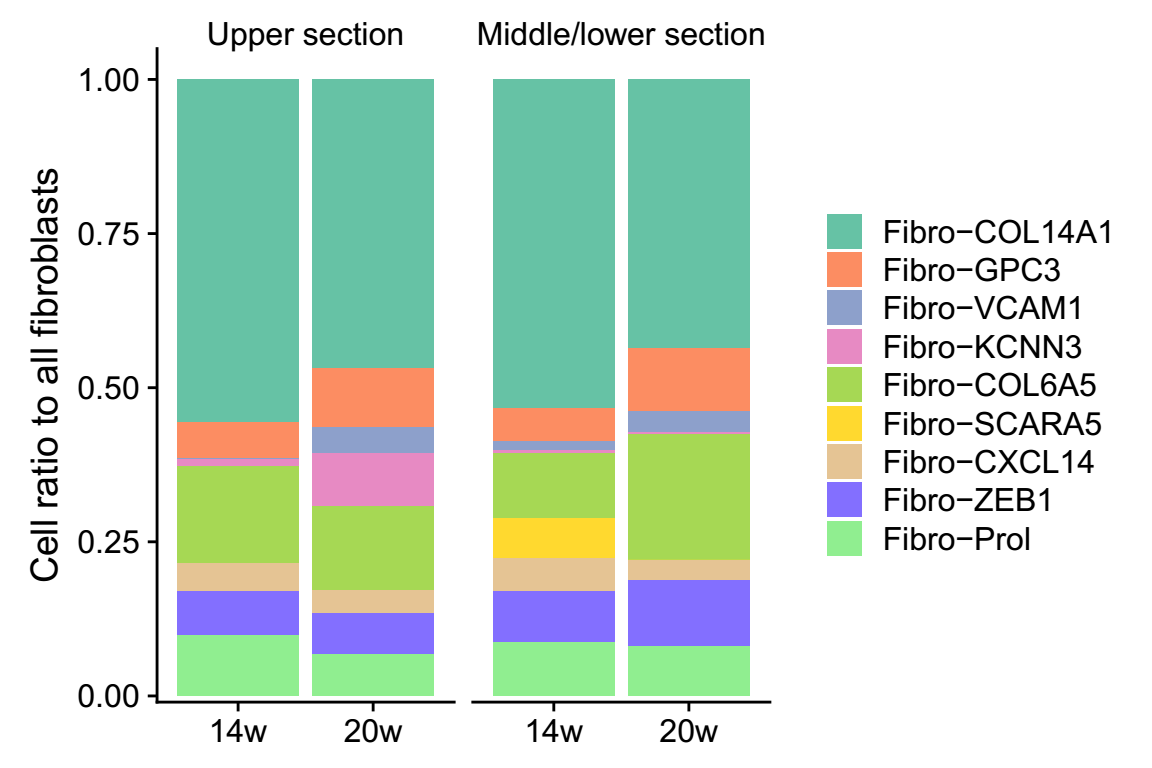 Upper section
Middle/lower section
Cell ratio to all fibroblasts
1.00
0.75
0.50
0.25
0.00
14w
20w
14w
20w
Fibro−COL14A1
Fibro−GPC3
Fibro−VCAM1
Fibro−KCNN3
Fibro−COL6A5
Fibro−SCARA5
Fibro−CXCL14
Fibro−ZEB1
Fibro−Prol